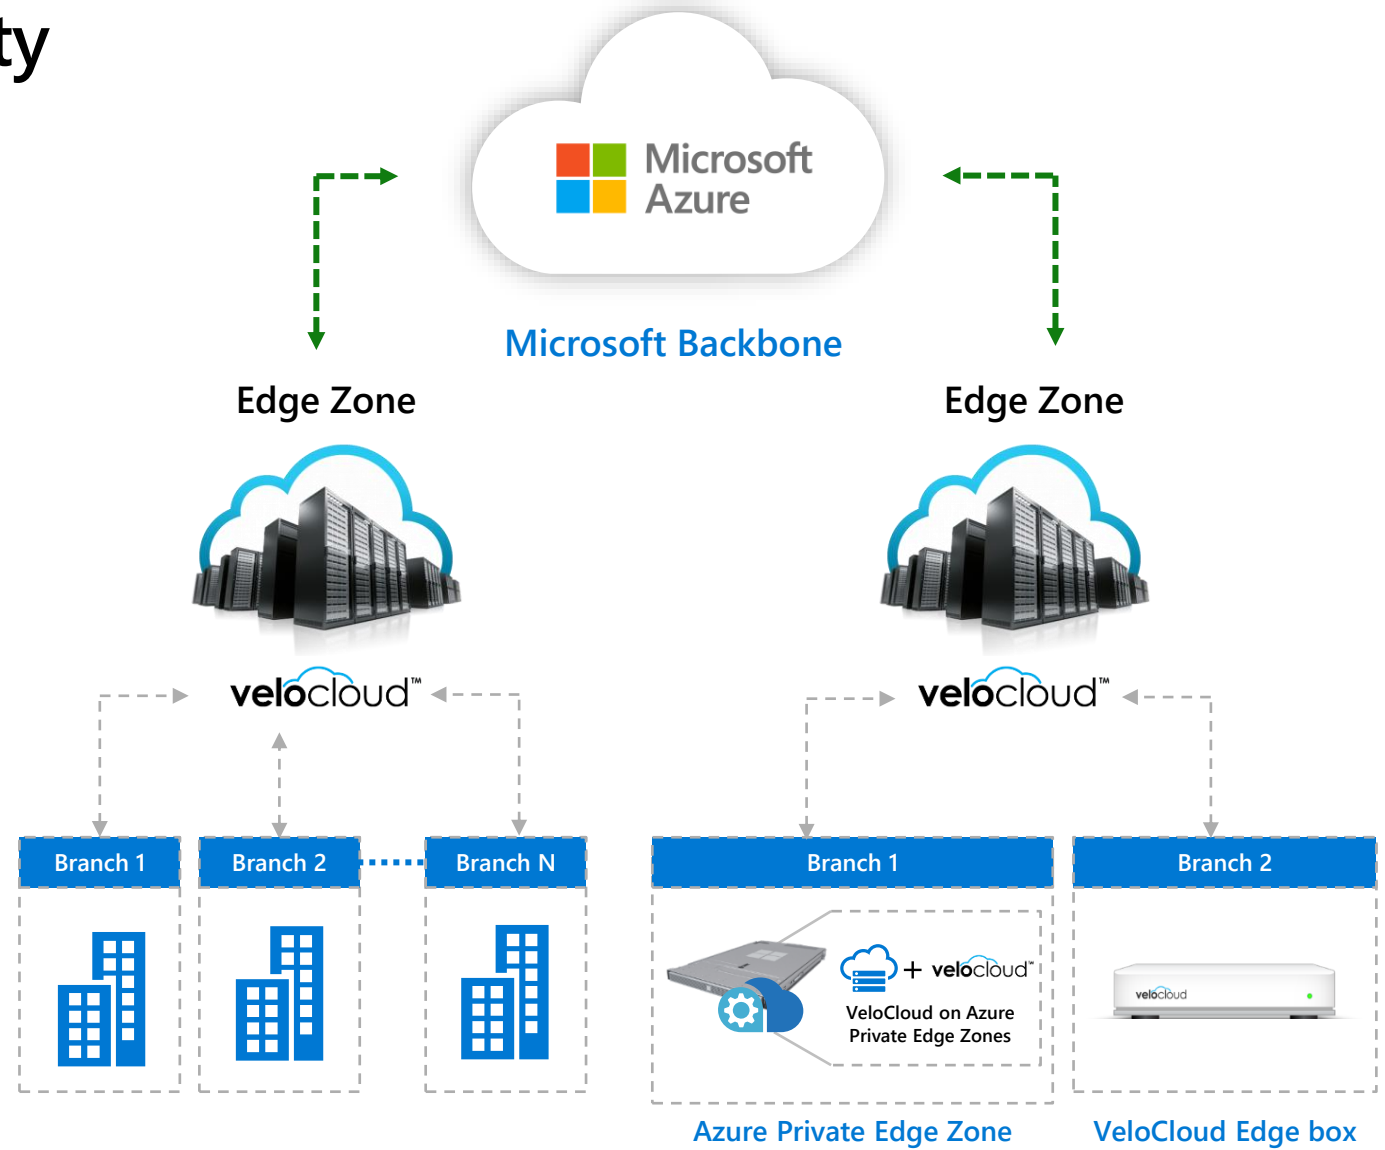 ty
Microsoft
Azure
Microsoft Backbone
Edge Zone
Edge Zone
velocloud™
velocloud™
Branch 1
Branch 2
Branch N
Branch 1
Branch 2
+ velocloud™
VeloCloud on Azure
Private Edge Zones
velocloud
Azure Private Edge Zone
VeloCloud Edge box